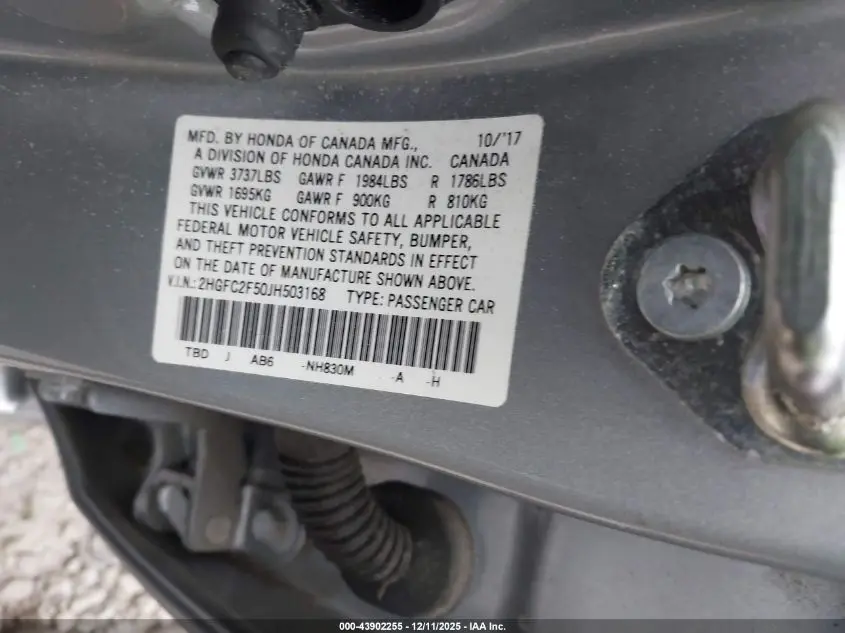 MFD. BY HONDA OF CANADA MFG., 10/'17
A DIVISION OF HONDA CANADA INC. CANADA
GVWR 3737LBS GAWR F 1984LBS R 1786LBS
GVWR 1695KG GAWR F 900KG R 810KG
THIS VEHICLE CONFORMS TO ALL APPLICABLE
FEDERAL MOTOR VEHICLE SAFETY, BUMPER,
AND THEFT PREVENTION STANDARDS IN EFFECT
ON THE DATE OF MANUFACTURE SHOWN ABOVE.
V.I.N.: 2HGFC2F50JH503168 TYPE: PASSENGER CAR
TBD J AB6 -NH830M -A -H
000-43902255 - 12/11/2025 - IAA Inc.